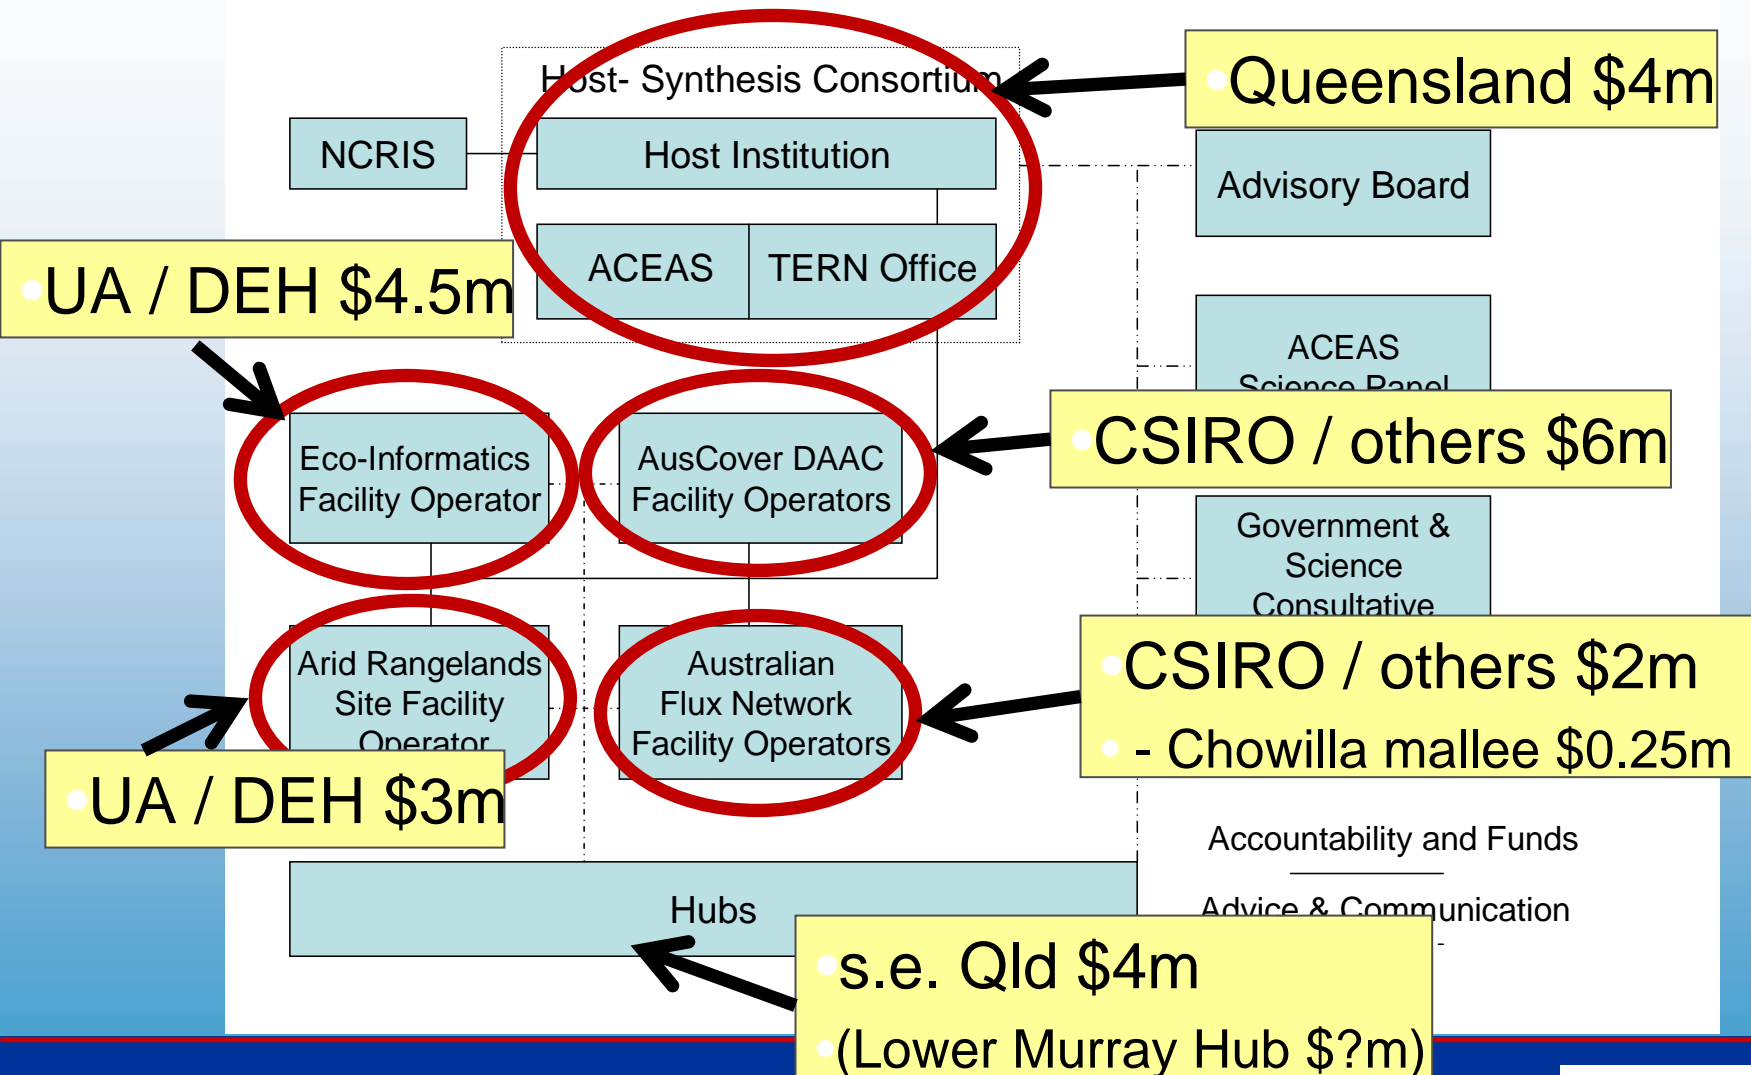 Host- Synthesis Consortium
•Queensland $4m
NCRIS
Host Institution
Advisory Board
ACEAS
TERN Office
•UA / DEH $4.5m
ACEAS
Science Panel
•CSIRO / others $6m
Eco-Informatics
Facility Operator
AusCover DAAC
Facility Operators
Government &
Science
Consultative
Arid Rangelands
Site Facility
Operator
Australian
Flux Network
Facility Operators
•CSIRO / others $2m
• - Chowilla mallee $0.25m
•UA / DEH $3m
Accountability and Funds
Hubs
Advice & Communication
•s.e. Qld $4m
•(Lower Murray Hub $?m)